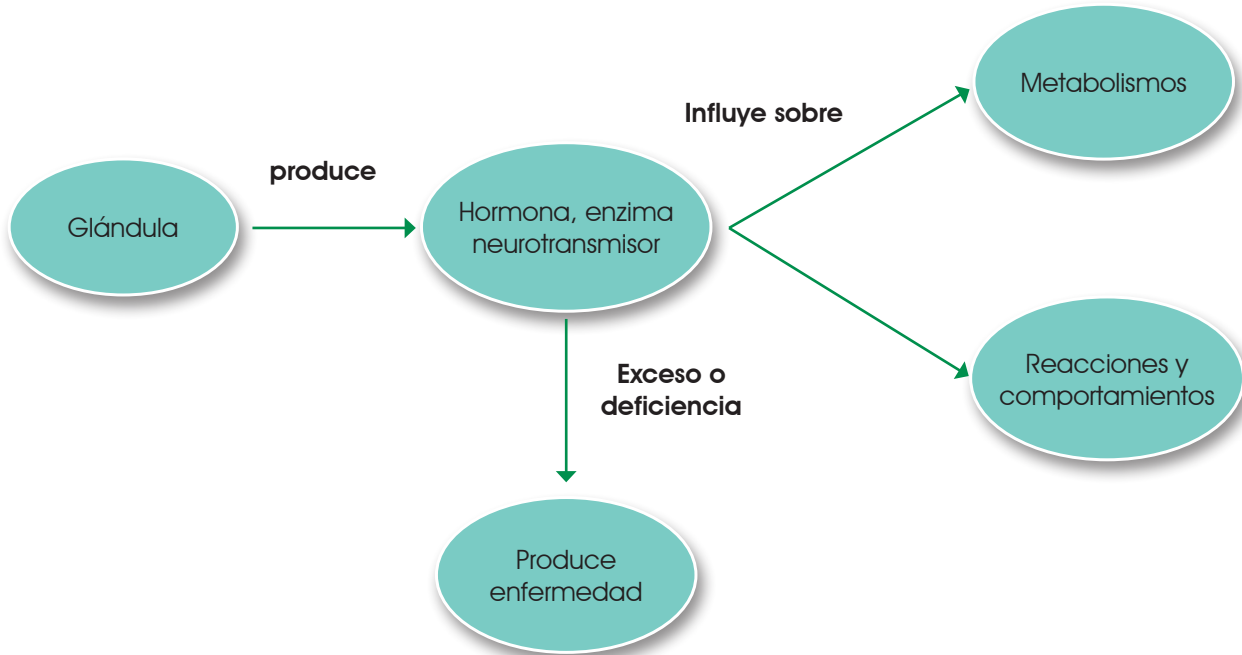 Glándula
produce
Hormona, enzima
neurotransmisor
Influye sobre
Metabolismos
Reacciones y
comportamientos
Exceso o
deficiencia
Produce
enfermedad